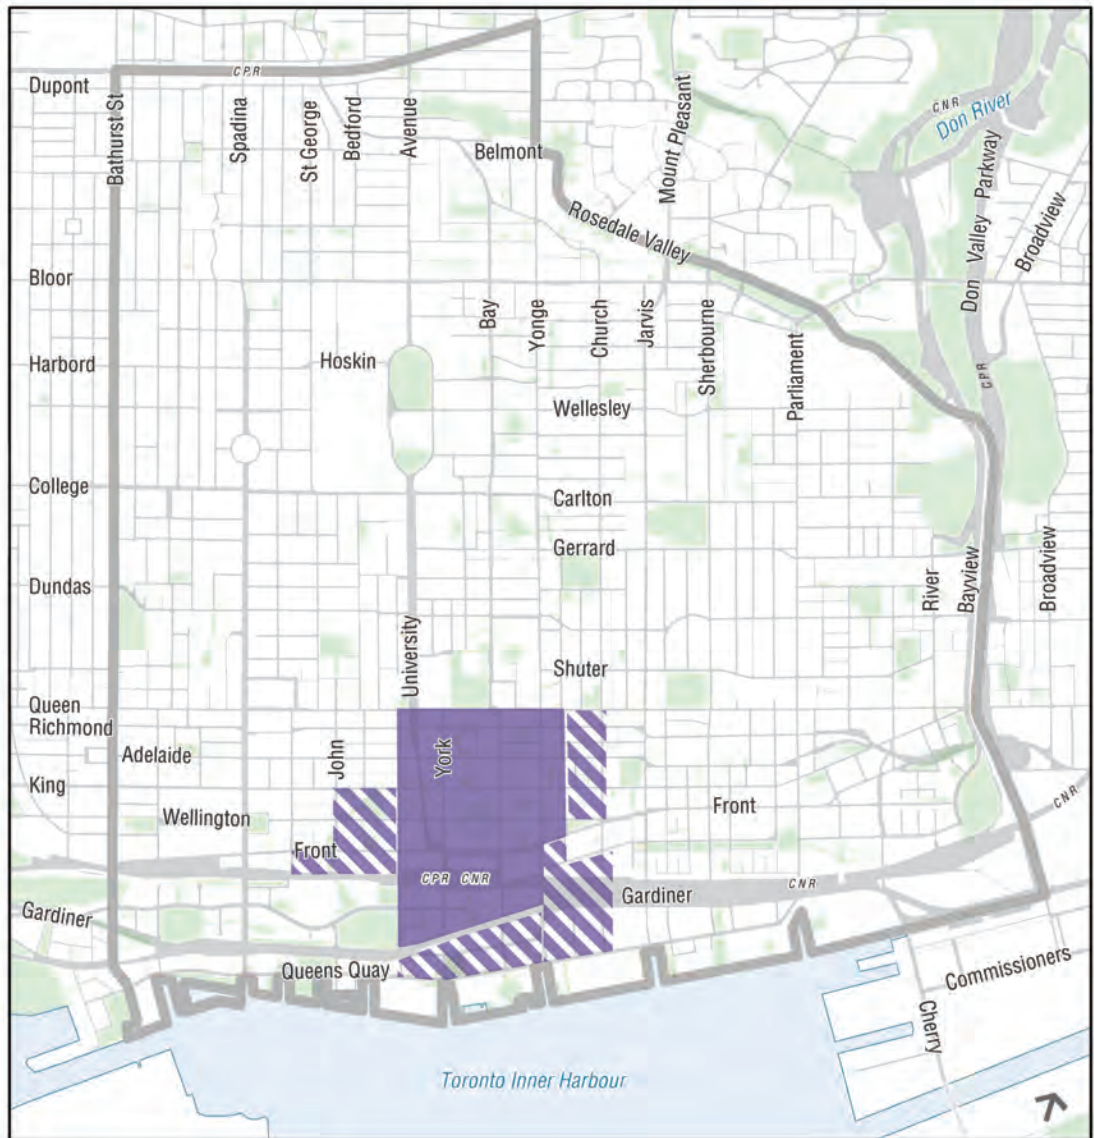 CPR
Dupont
Bathurst St
Spadina
St George
Bedford
Avenue
Belmont
Mount Pleasant
CNR
Don River
Don Valley Parkway
Broadview
Rosedale Valley
Bloor
Bay
Yonge
Church
Jarvis
Sherbourne
Parliament
CPR
Harbord
Hoskin
Wellesley
College
Carlton
Gerrard
Dundas
River
Bayview
Broadview
University
Shuter
Queen
Richmond
Adelaide
John
York
King
Wellington
Front
Front
CNR
CPR CNR
CNR
Gardiner
Gardiner
Queens Quay
Commissioners
Cherry
Toronto Inner Harbour